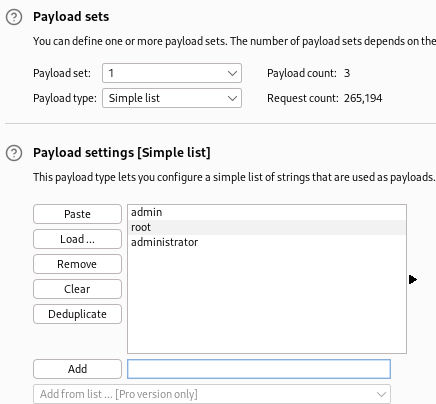 Payload sets
You can define one or more payload sets. The number of payload sets depends on the
Payload set: 1 Payload count: 3
Payload type: Simple list Request count: 265,194
Payload settings [Simple list]
This payload type lets you configure a simple list of strings that are used as payloads.
Paste
Load ...
Remove
Clear
Deduplicate
admin
root
administrator
Add
Add from list ... [Pro version only]